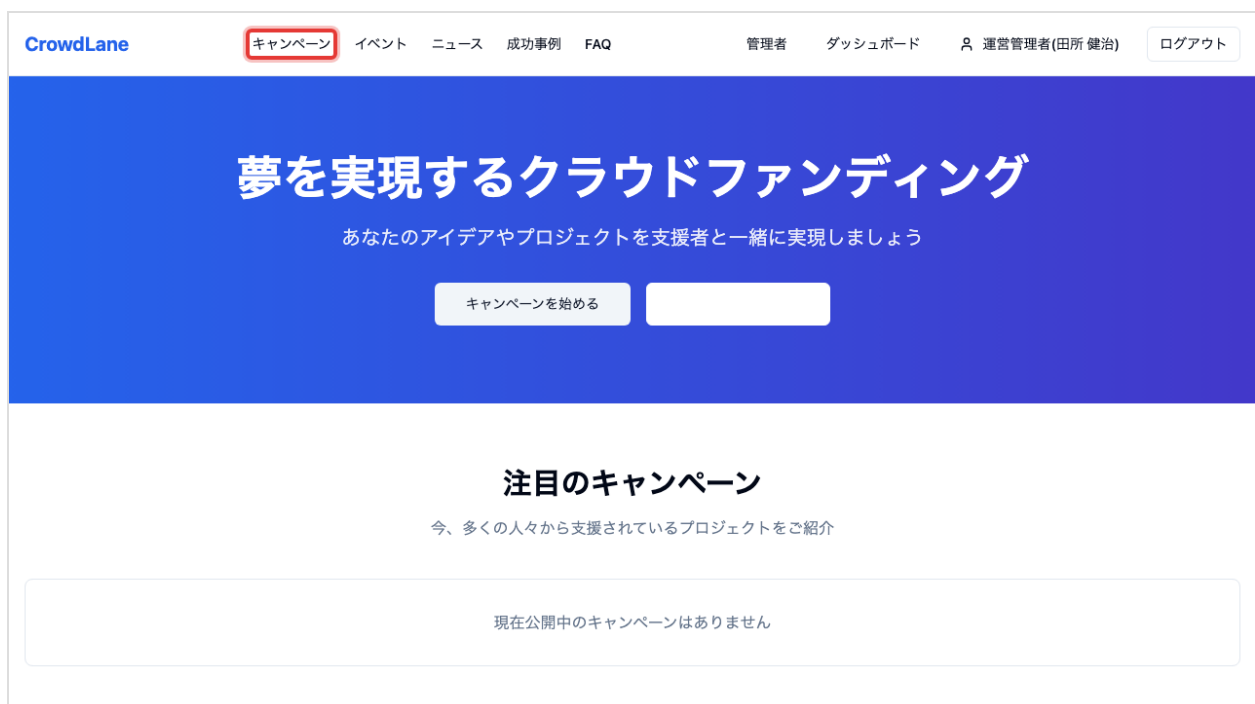 CrowdLane キャンペーン イベント ニュース 成功事例 FAQ 管理者 ダッシュボード 運営管理者(田所 健治) ログアウト
夢を実現するクラウドファンディング
あなたのアイデアやプロジェクトを支援者と一緒に実現しましょう
キャンペーンを始める
注目のキャンペーン
今、多くの人々から支援されているプロジェクトをご紹介
現在公開中のキャンペーンはありません